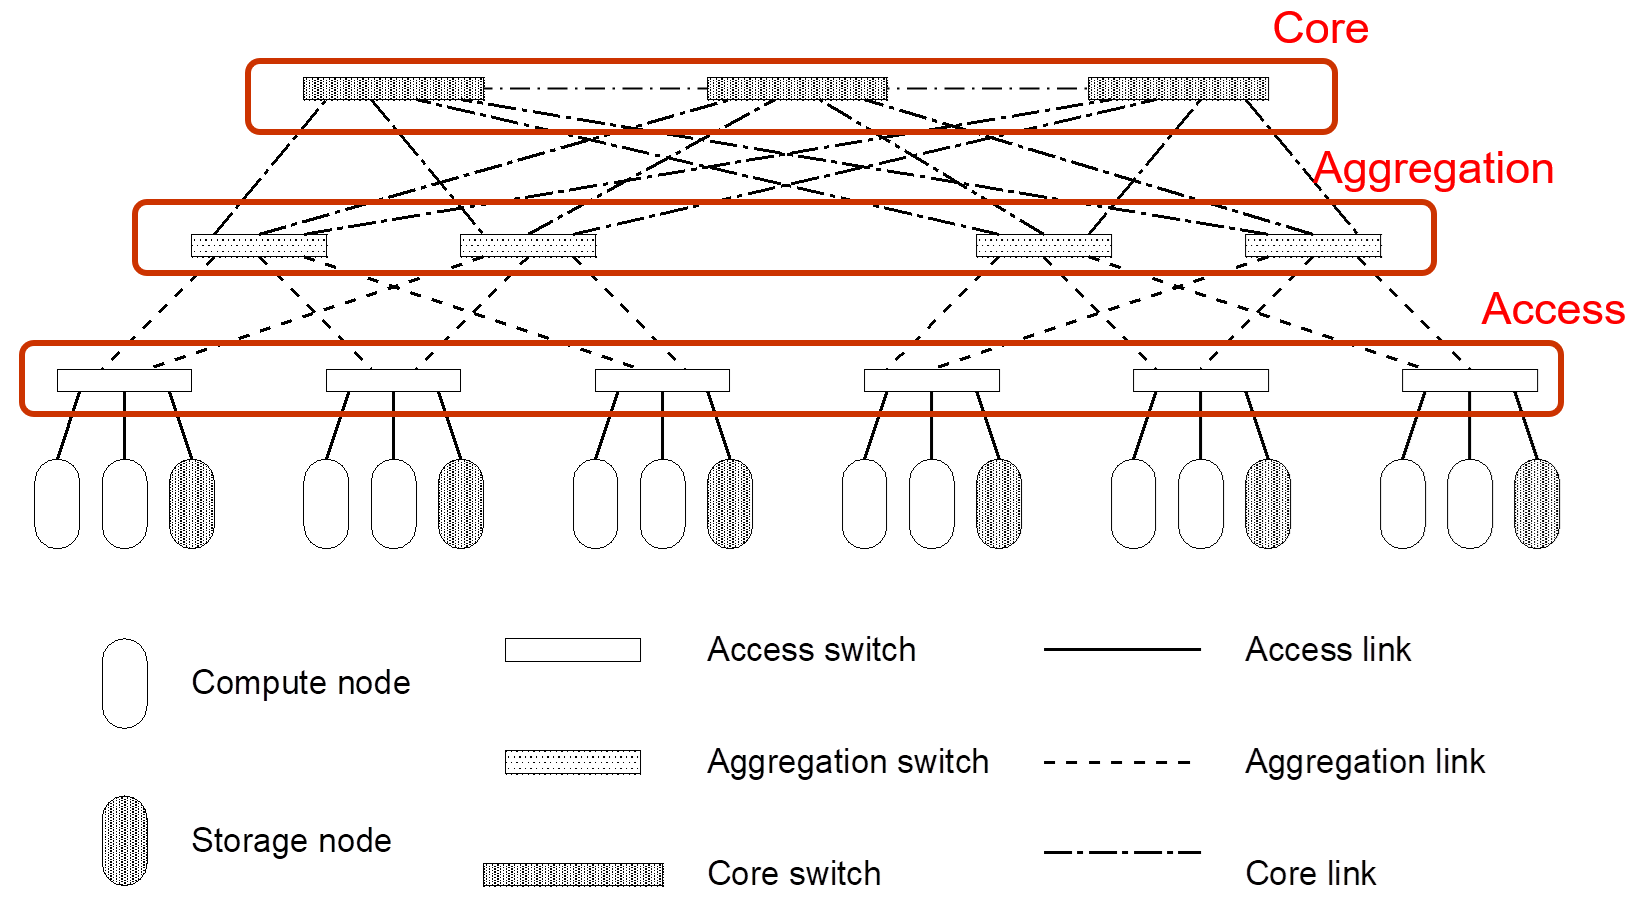 Core
Aggregation
Access
Compute node
Storage node
Access switch
Aggregation switch
Core switch
Access link
Aggregation link
Core link